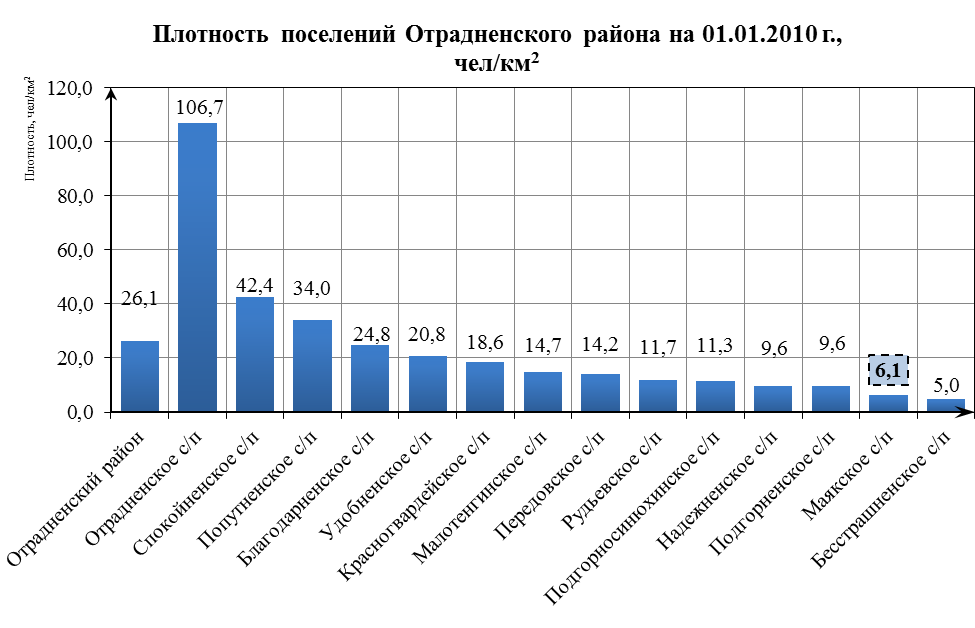 Плотность поселений Отрадненского района на 01.01.2010 г.,
чел/км²
Плотность, чел/км²
120,0
100,0
80,0
60,0
40,0
20,0
0,0
26,1
106,7
42,4
34,0
24,8
20,8
18,6
14,7
14,2
11,7
11,3
9,6
9,6
6,1
5,0
Отрадненский район
Отрадненское с/п
Спокойненское с/п
Попутненское с/п
Благодарненское с/п
Удобненское с/п
Красногвардейское с/п
Малотенгинское с/п
Передовское с/п
Рудьевское с/п
Подгорносинюхинское с/п
Надежненское с/п
Подгорненское с/п
Маякское с/п
Бесстрашненское с/п